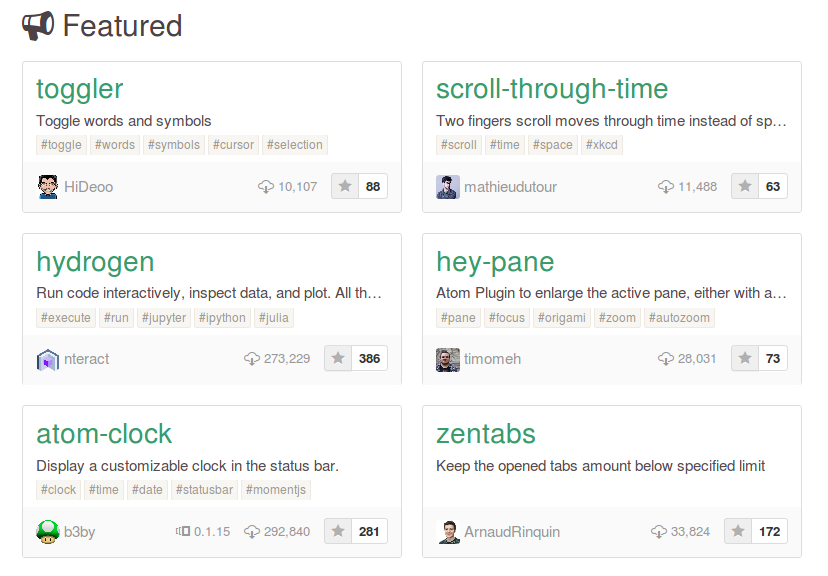 Featured
toggler
Toggle words and symbols
#toggle #words #symbols #cursor #selection
HiDeoo 10,107 88
scroll-through-time
Two fingers scroll moves through time instead of sp…
#scroll #time #space #xkcd
mathieudutour 11,488 63
hydrogen
Run code interactively, inspect data, and plot. All th…
#execute #run #jupyter #ipython #julia
nteract 273,229 386
hey-pane
Atom Plugin to enlarge the active pane, either with a…
#pane #focus #origami #zoom #autozoom
timomeh 28,031 73
atom-clock
Display a customizable clock in the status bar.
#clock #time #date #statusbar #momentjs
b3by 0.1.15 292,840 281
zentabs
Keep the opened tabs amount below specified limit
ArnaudRinquin 33,824 172